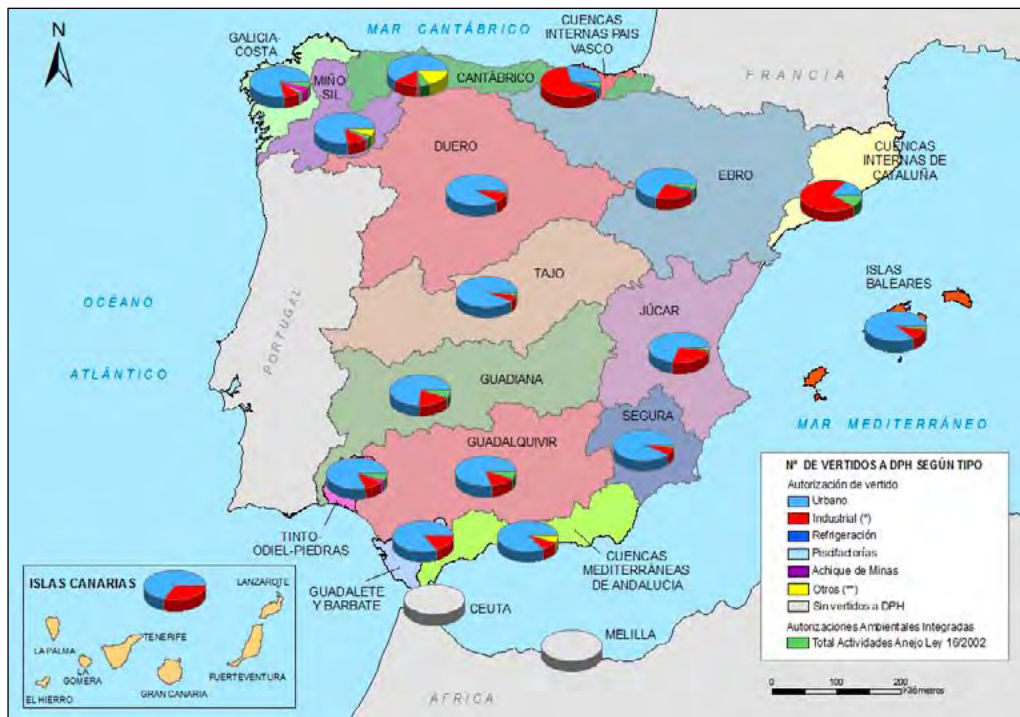 N
MAR CANTÁBRICO
GALICIA-
COSTA
MIÑO
SIL
CANTÁBRICO
CUENCAS
INTERNAS PAIS
VASCO
FRANCIA
DUERO
EBRO
CUENCAS
INTERNAS DE
CATALUÑA
OCÉANO
ATLÁNTICO
PORTUGAL
TAJO
JÚCAR
ISLAS
BALEARES
GUADIANA
SEGURA
MAR MEDITERRÁNEO
GUADALQUIVIR
TINTO-
ODIEL-PIEDRAS
GUADALETE
Y BARBATE
CUENCAS
MEDITERRÁNEAS
DE ANDALUCIA
CEUTA
MELILLA
ÁFRICA
ISLAS CANARIAS
LANZAROTE
LA PALMA
TENERIFE
LA
GOMERA
EL HIERRO
GRAN CANARIA
FUERTEVENTURA
Nº DE VERTIDOS A DPH SEGÚN TIPO
Autorización de vertido
Urbano
Industrial (*)
Refrigeración
Piscifactorías
Achique de Minas
Otros (**)
Sin vertidos a DPH
Autorizaciones Ambientales Integradas
Total Actividades Anejo Ley 16/2002
0 100 200
Kilómetros